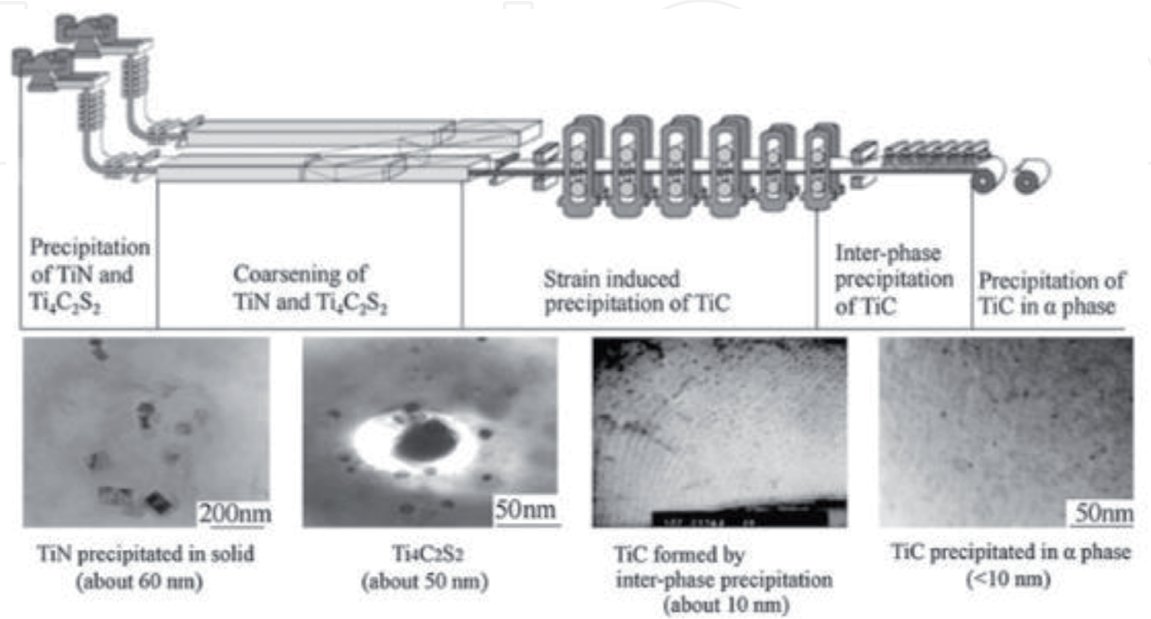 Precipitation
of TiN and
Ti₄C₂S₂
Coarsening of
TiN and Ti₄C₂S₂
Strain induced
precipitation of TiC
Inter-phase
precipitation
of TiC
Precipitation of
TiC in α phase
200nm
50nm
50nm
TiN precipitated in solid
(about 60 nm)
Ti4C2S2
(about 50 nm)
TiC formed by
inter-phase precipitation
(about 10 nm)
TiC precipitated in α phase
(<10 nm)